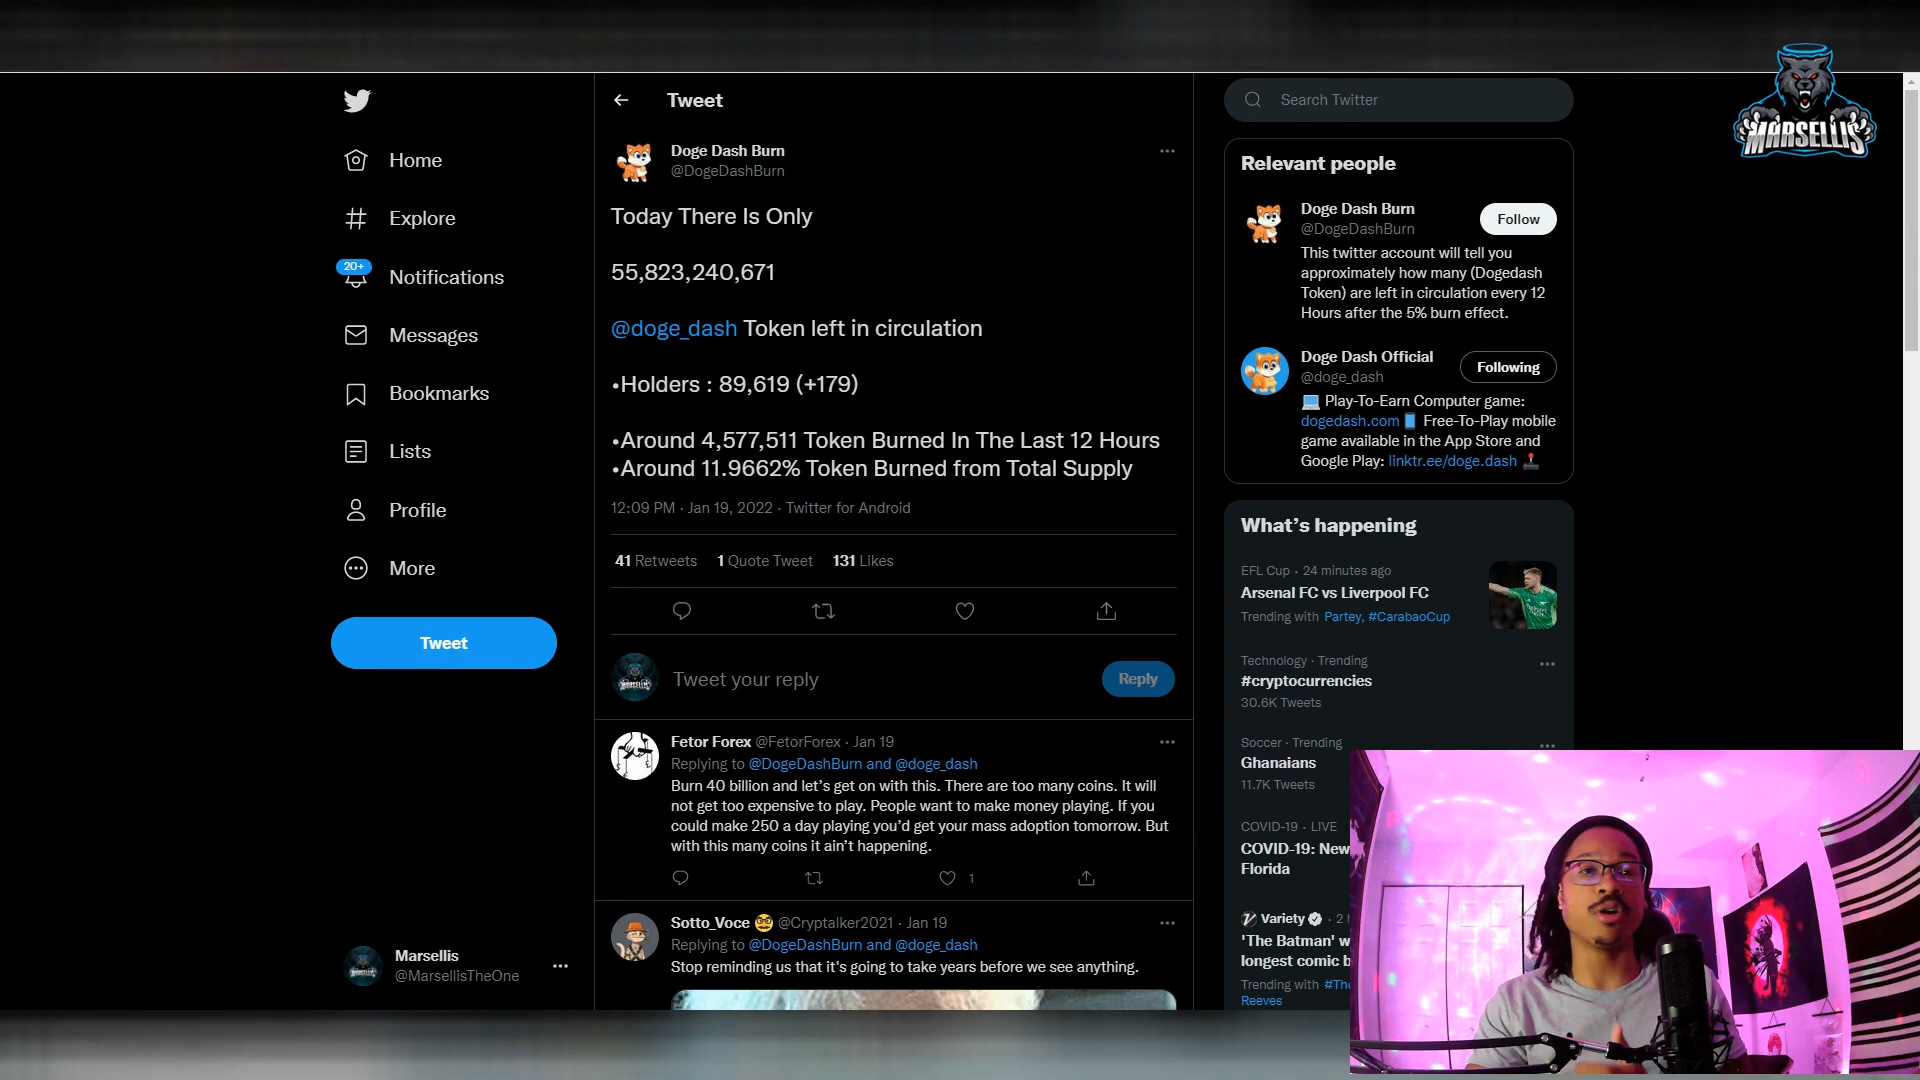 MARSELLIS
Home
Explore
20+
Notifications
Messages
Bookmarks
Lists
Profile
More
Tweet
Marsellis
@MarsellisTheOne
Tweet
Doge Dash Burn
@DogeDashBurn
Today There Is Only
55,823,240,671
@doge_dash Token left in circulation
•Holders : 89,619 (+179)
•Around 4,577,511 Token Burned In The Last 12 Hours
•Around 11.9662% Token Burned from Total Supply
12:09 PM · Jan 19, 2022 · Twitter for Android
41 Retweets 1 Quote Tweet 131 Likes
Tweet your reply
Reply
Fetor Forex @FetorForex · Jan 19
Replying to @DogeDashBurn and @doge_dash
Burn 40 billion and let's get on with this. There are too many coins. It will
not get too expensive to play. People want to make money playing. If you
could make 250 a day playing you'd get your mass adoption tomorrow. But
with this many coins it ain't happening.
1
Sotto_Voce @Cryptalker2021 · Jan 19
Replying to @DogeDashBurn and @doge_dash
Stop reminding us that it's going to take years before we see anything.
Search Twitter
Relevant people
Doge Dash Burn
@DogeDashBurn
Follow
This twitter account will tell you
approximately how many (Dogedash
Token) are left in circulation every 12
Hours after the 5% burn effect.
Doge Dash Official
@doge_dash
Following
Play-To-Earn Computer game:
dogedash.com Free-To-Play mobile
game available in the App Store and
Google Play: linktr.ee/doge.dash
What's happening
EFL Cup · 24 minutes ago
Arsenal FC vs Liverpool FC
Trending with Partey, #CarabaoCup
Technology · Trending
#cryptocurrencies
30.6K Tweets
Soccer · Trending
Ghanaians
11.7K Tweets
COVID-19 · LIVE
COVID-19: New
Florida
Variety · 2 h
'The Batman' w
longest comic b
Trending with #The
Reeves